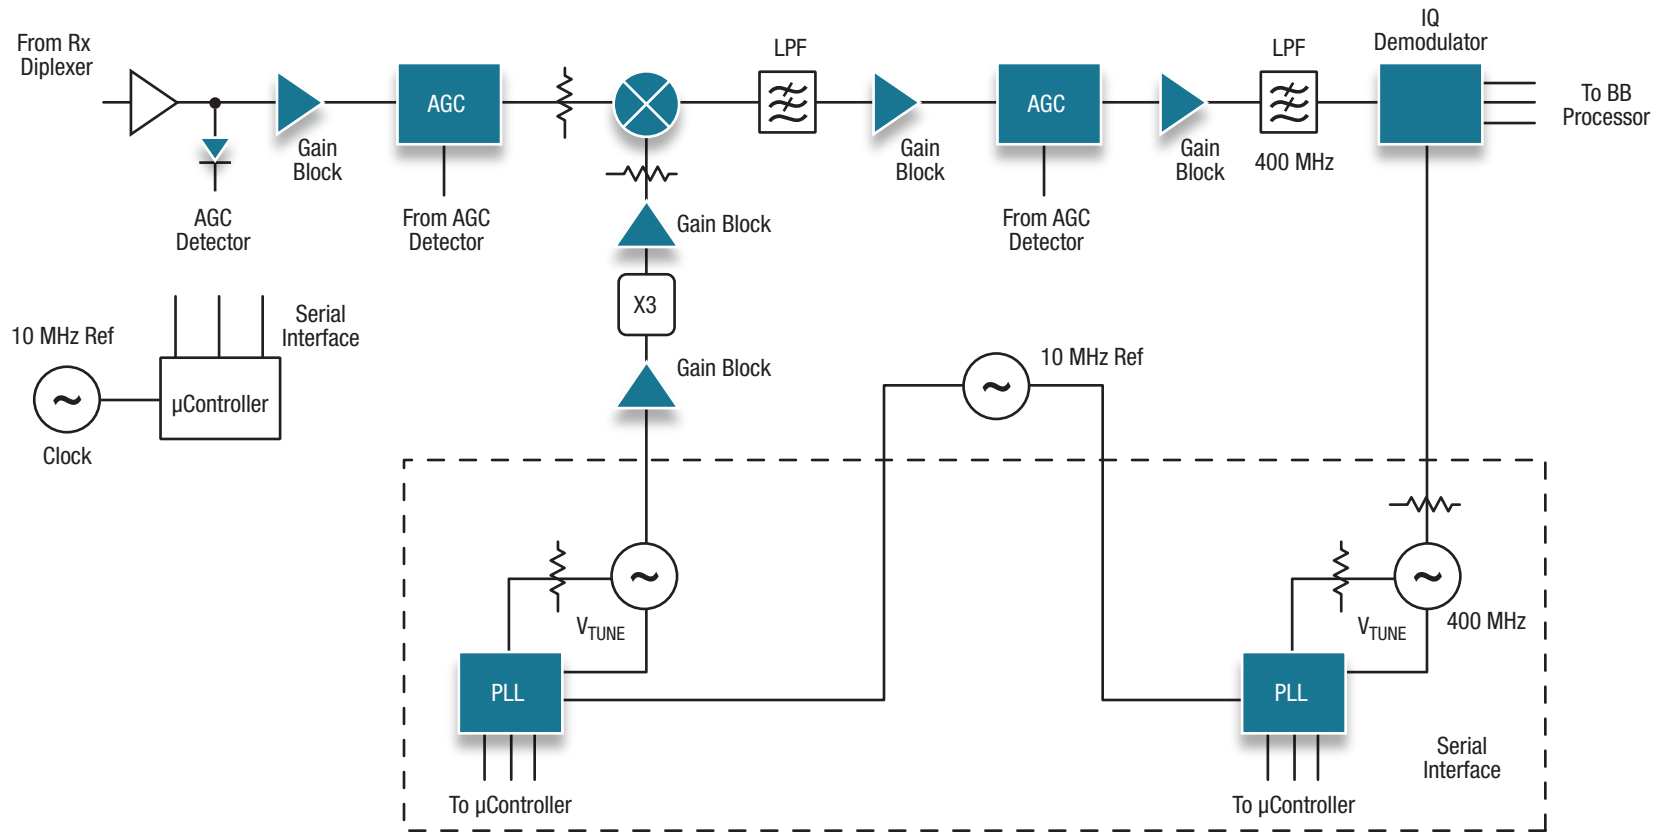 From Rx
Diplexer
LPF
LPF
IQ
Demodulator
AGC
AGC
To BB
Processor
Gain
Block
Gain
Block
Gain
Block
400 MHz
AGC
Detector
From AGC
Detector
From AGC
Detector
Gain Block
X3
Gain Block
10 MHz Ref
Serial
Interface
µController
Clock
10 MHz Ref
VTUNE
PLL
To µController
VTUNE
400 MHz
PLL
To µController
Serial
Interface